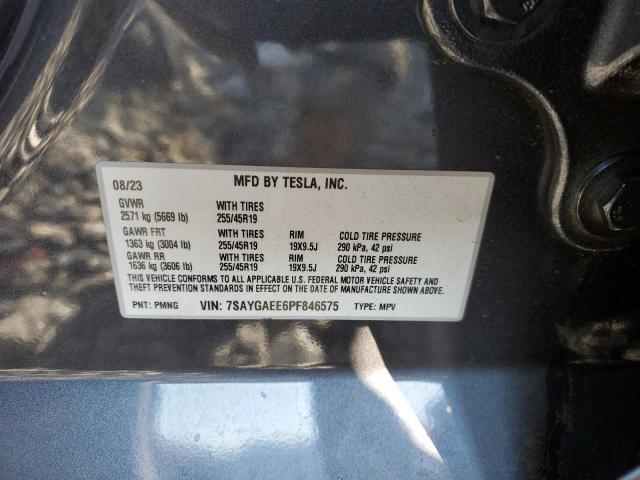 08/23 MFD BY TESLA, INC.
GVWR WITH TIRES
2571 kg (5669 lb) 255/45R19
GAWR FRT WITH TIRES RIM COLD TIRE PRESSURE
1363 kg (3004 lb) 255/45R19 19X9.5J 290 kPa, 42 psi
GAWR RR WITH TIRES RIM COLD TIRE PRESSURE
1636 kg (3606 lb) 255/45R19 19X9.5J 290 kPa, 42 psi
THIS VEHICLE CONFORMS TO ALL APPLICABLE U.S. FEDERAL MOTOR VEHICLE SAFETY AND
THEFT PREVENTION STANDARDS IN EFFECT ON THE DATE OF MANUFACTURE SHOWN ABOVE.
PNT: PMNG VIN: 7SAYGAEE6PF846575 TYPE: MPV